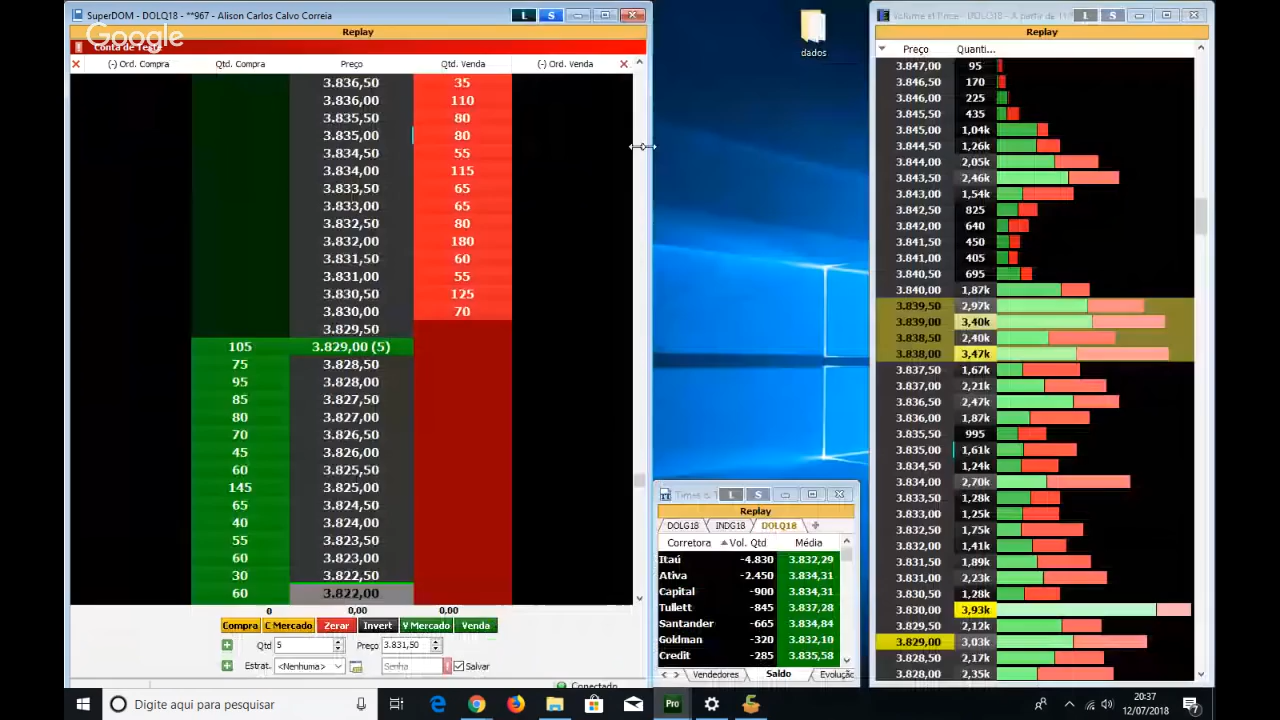 SuperDOM - DOLQ18 - **967 - Alison Carlos Calvo Correia
L S
Replay
Google
Conta de Teste
(-) Ord. Compra Qtd. Compra Preço Qtd. Venda (-) Ord. Venda
3.836,50 35
3.836,00 110
3.835,50 80
3.835,00 80
3.834,50 55
3.834,00 115
3.833,50 65
3.833,00 65
3.832,50 80
3.832,00 180
3.831,50 60
3.831,00 55
3.830,50 125
3.830,00 70
3.829,50
105 3.829,00 (5)
75 3.828,50
95 3.828,00
85 3.827,50
80 3.827,00
70 3.826,50
45 3.826,00
60 3.825,50
145 3.825,00
65 3.824,50
40 3.824,00
55 3.823,50
60 3.823,00
30 3.822,50
60 3.822,00
0 0,00 0,00
Compra C Mercado Zerar Invert V Mercado Venda
Qtd 5 Preço 3.831,50
Estrat. <Nenhuma> Senha Salvar
Conectado
dados
Times & T L S
Replay
DOLG18 INDG18 DOLQ18
Corretora Vol. Qtd Média
Itaú -4.830 3.832,29
Ativa -2.450 3.834,31
Capital -900 3.834,31
Tullett -845 3.837,28
Santander -665 3.834,84
Goldman -320 3.832,10
Credit -285 3.835,58
Vendedores Saldo Evolução
Volume at Price - DOLQ18 - A partir de 11/ L S
Replay
Preço Quanti...
3.847,00 95
3.846,50 170
3.846,00 225
3.845,50 435
3.845,00 1,04k
3.844,50 1,26k
3.844,00 2,05k
3.843,50 2,46k
3.843,00 1,54k
3.842,50 825
3.842,00 640
3.841,50 450
3.841,00 405
3.840,50 695
3.840,00 1,87k
3.839,50 2,97k
3.839,00 3,40k
3.838,50 2,40k
3.838,00 3,47k
3.837,50 1,67k
3.837,00 2,21k
3.836,50 2,47k
3.836,00 1,87k
3.835,50 995
3.835,00 1,61k
3.834,50 1,24k
3.834,00 2,70k
3.833,50 1,28k
3.833,00 1,25k
3.832,50 1,75k
3.832,00 1,41k
3.831,50 1,89k
3.831,00 2,23k
3.830,50 1,28k
3.830,00 3,93k
3.829,50 2,12k
3.829,00 3,03k
3.828,50 2,17k
3.828,00 2,35k
Digite aqui para pesquisar
Pro
20:37
12/07/2018
7